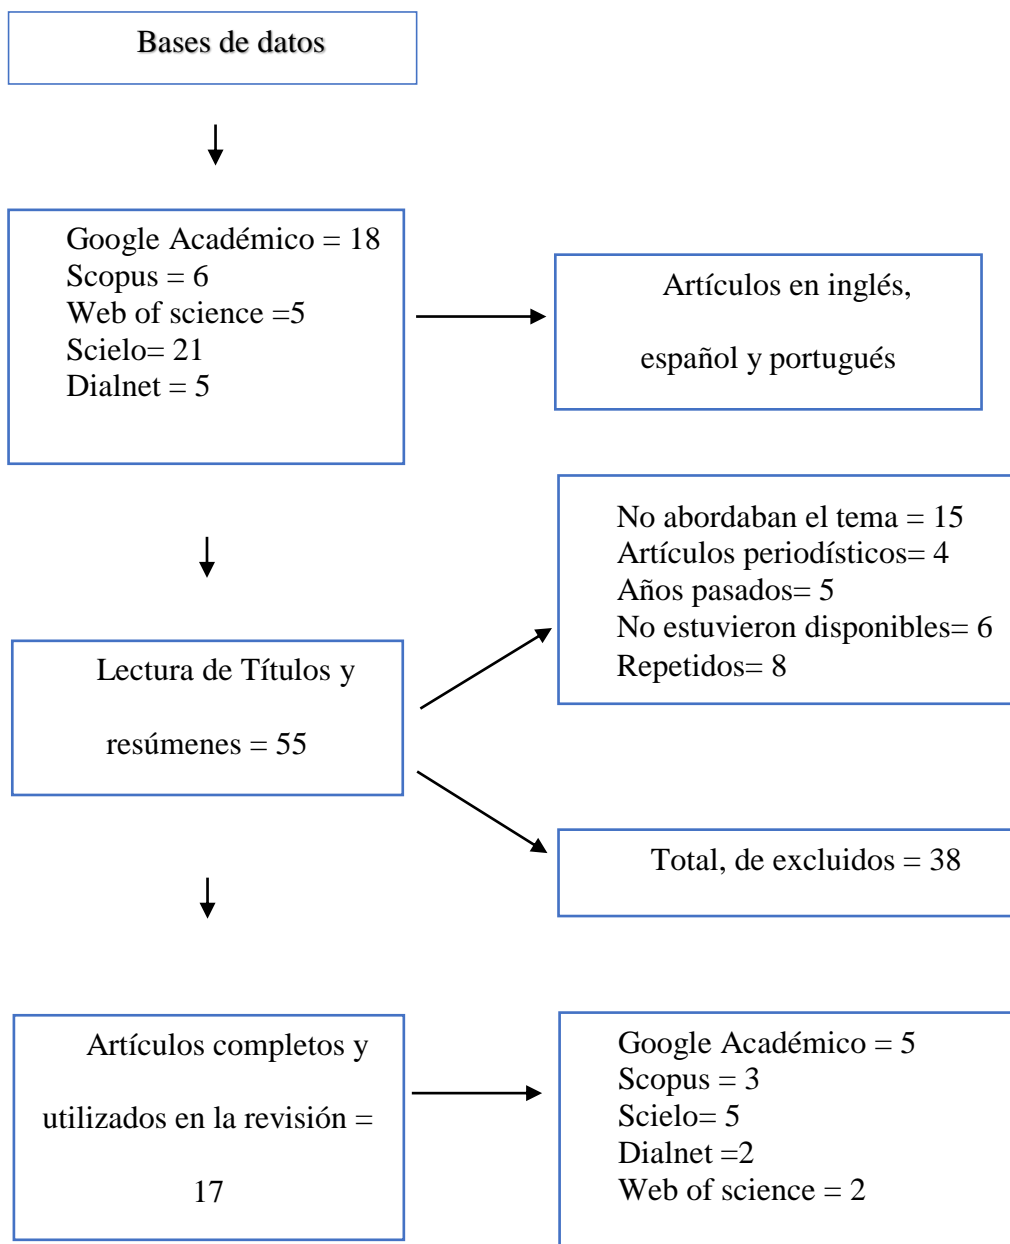 Bases de datos
Google Académico = 18
Scopus = 6
Web of science =5
Scielo= 21
Dialnet = 5
Artículos en inglés,
español y portugués
No abordaban el tema = 15
Artículos periodísticos= 4
Años pasados= 5
No estuvieron disponibles= 6
Repetidos= 8
Lectura de Títulos y
resúmenes = 55
Total, de excluidos = 38
Artículos completos y
utilizados en la revisión =
17
Google Académico = 5
Scopus = 3
Scielo= 5
Dialnet =2
Web of science = 2